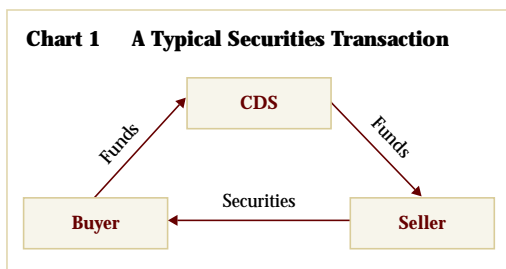 Chart 1 A Typical Securities Transaction
CDS
Funds
Funds
Securities
Buyer
Seller